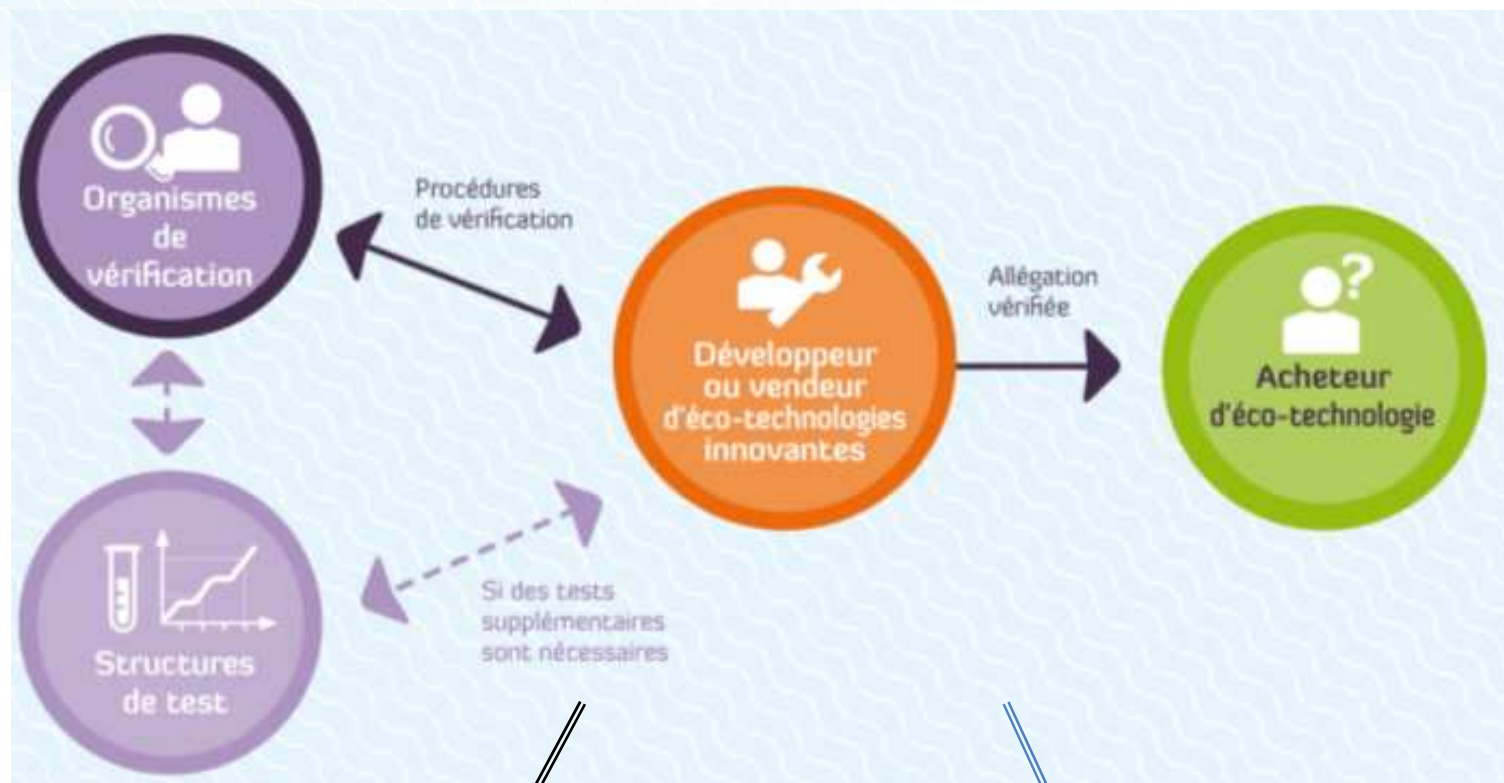 Organismes
de
vérification
Procédures
de vérification
Développeur
ou vendeur
d'éco-technologies
innovantes
Allégation
vérifiée
?
Acheteur
d'éco-technologie
Structures
de test
Si des tests
supplémentaires
sont nécessaires